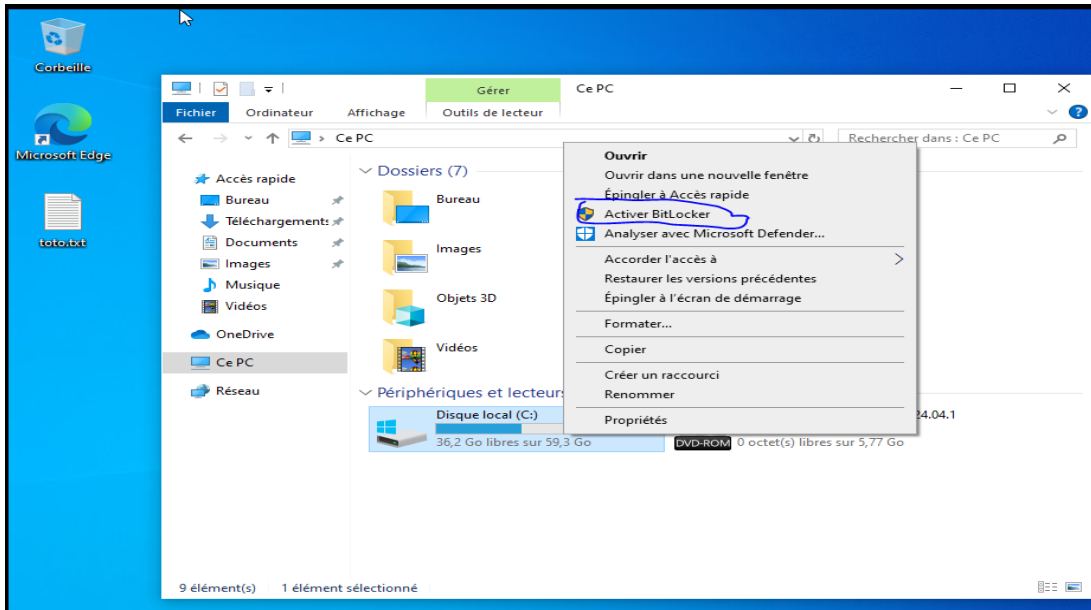 Corbeille
Microsoft Edge
toto.txt
Gérer
Ce PC
Fichier
Ordinateur
Affichage
Outils de lecteur
Ce PC
Rechercher dans : Ce PC
Accès rapide
Bureau
Téléchargements
Documents
Images
Musique
Vidéos
OneDrive
Ce PC
Réseau
Dossiers (7)
Bureau
Images
Objets 3D
Vidéos
Périphériques et lecteurs
Disque local (C:)
36,2 Go libres sur 59,3 Go
24.04.1
DVD-ROM 0 octet(s) libres sur 5,77 Go
Ouvrir
Ouvrir dans une nouvelle fenêtre
Épingler à Accès rapide
Activer BitLocker
Analyser avec Microsoft Defender...
Accorder l'accès à
Restaurer les versions précédentes
Épingler à l'écran de démarrage
Formater...
Copier
Créer un raccourci
Renommer
Propriétés
9 élément(s)
1 élément sélectionné